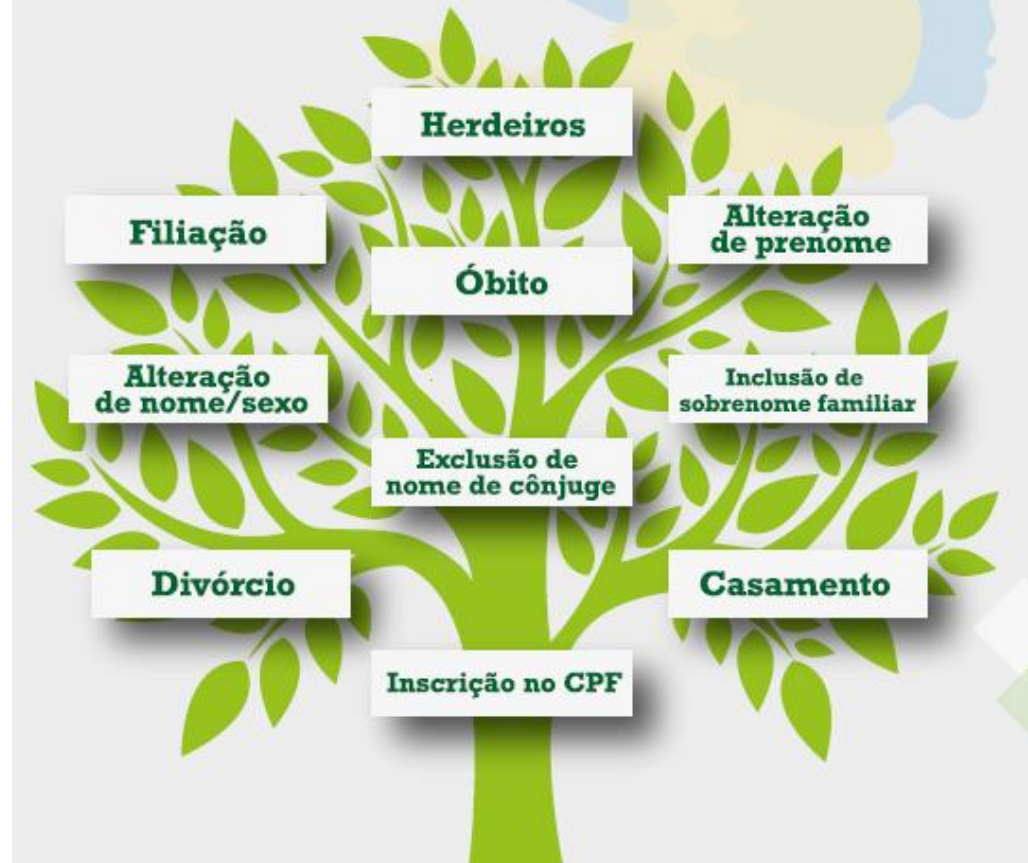 Herdeiros
Filiação
Alteração
de prenome
Óbito
Alteração
de nome/sexo
Inclusão de
sobrenome familiar
Exclusão de
nome de cônjuge
Divórcio
Casamento
Inscrição no CPF